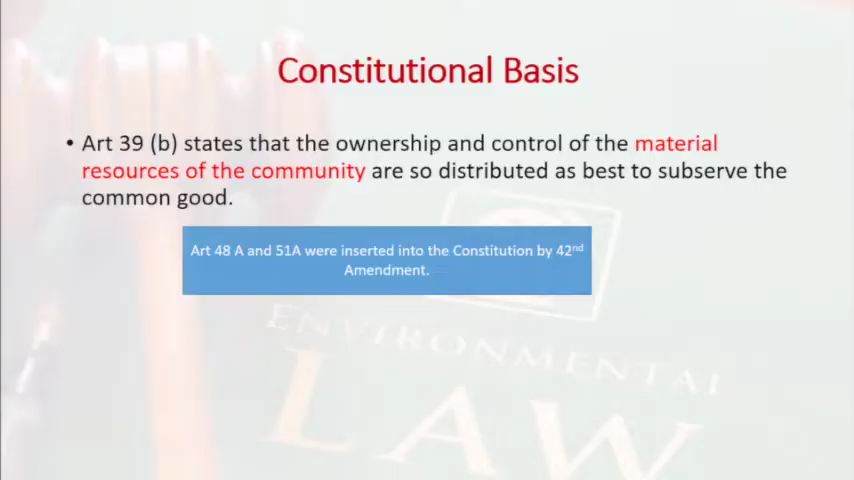 Constitutional Basis
• Art 39 (b) states that the ownership and control of the material
resources of the community are so distributed as best to subserve the
common good.
Art 48 A and 51A were inserted into the Constitution by 42nd
Amendment.
ENVIRONMENTAL
LAW